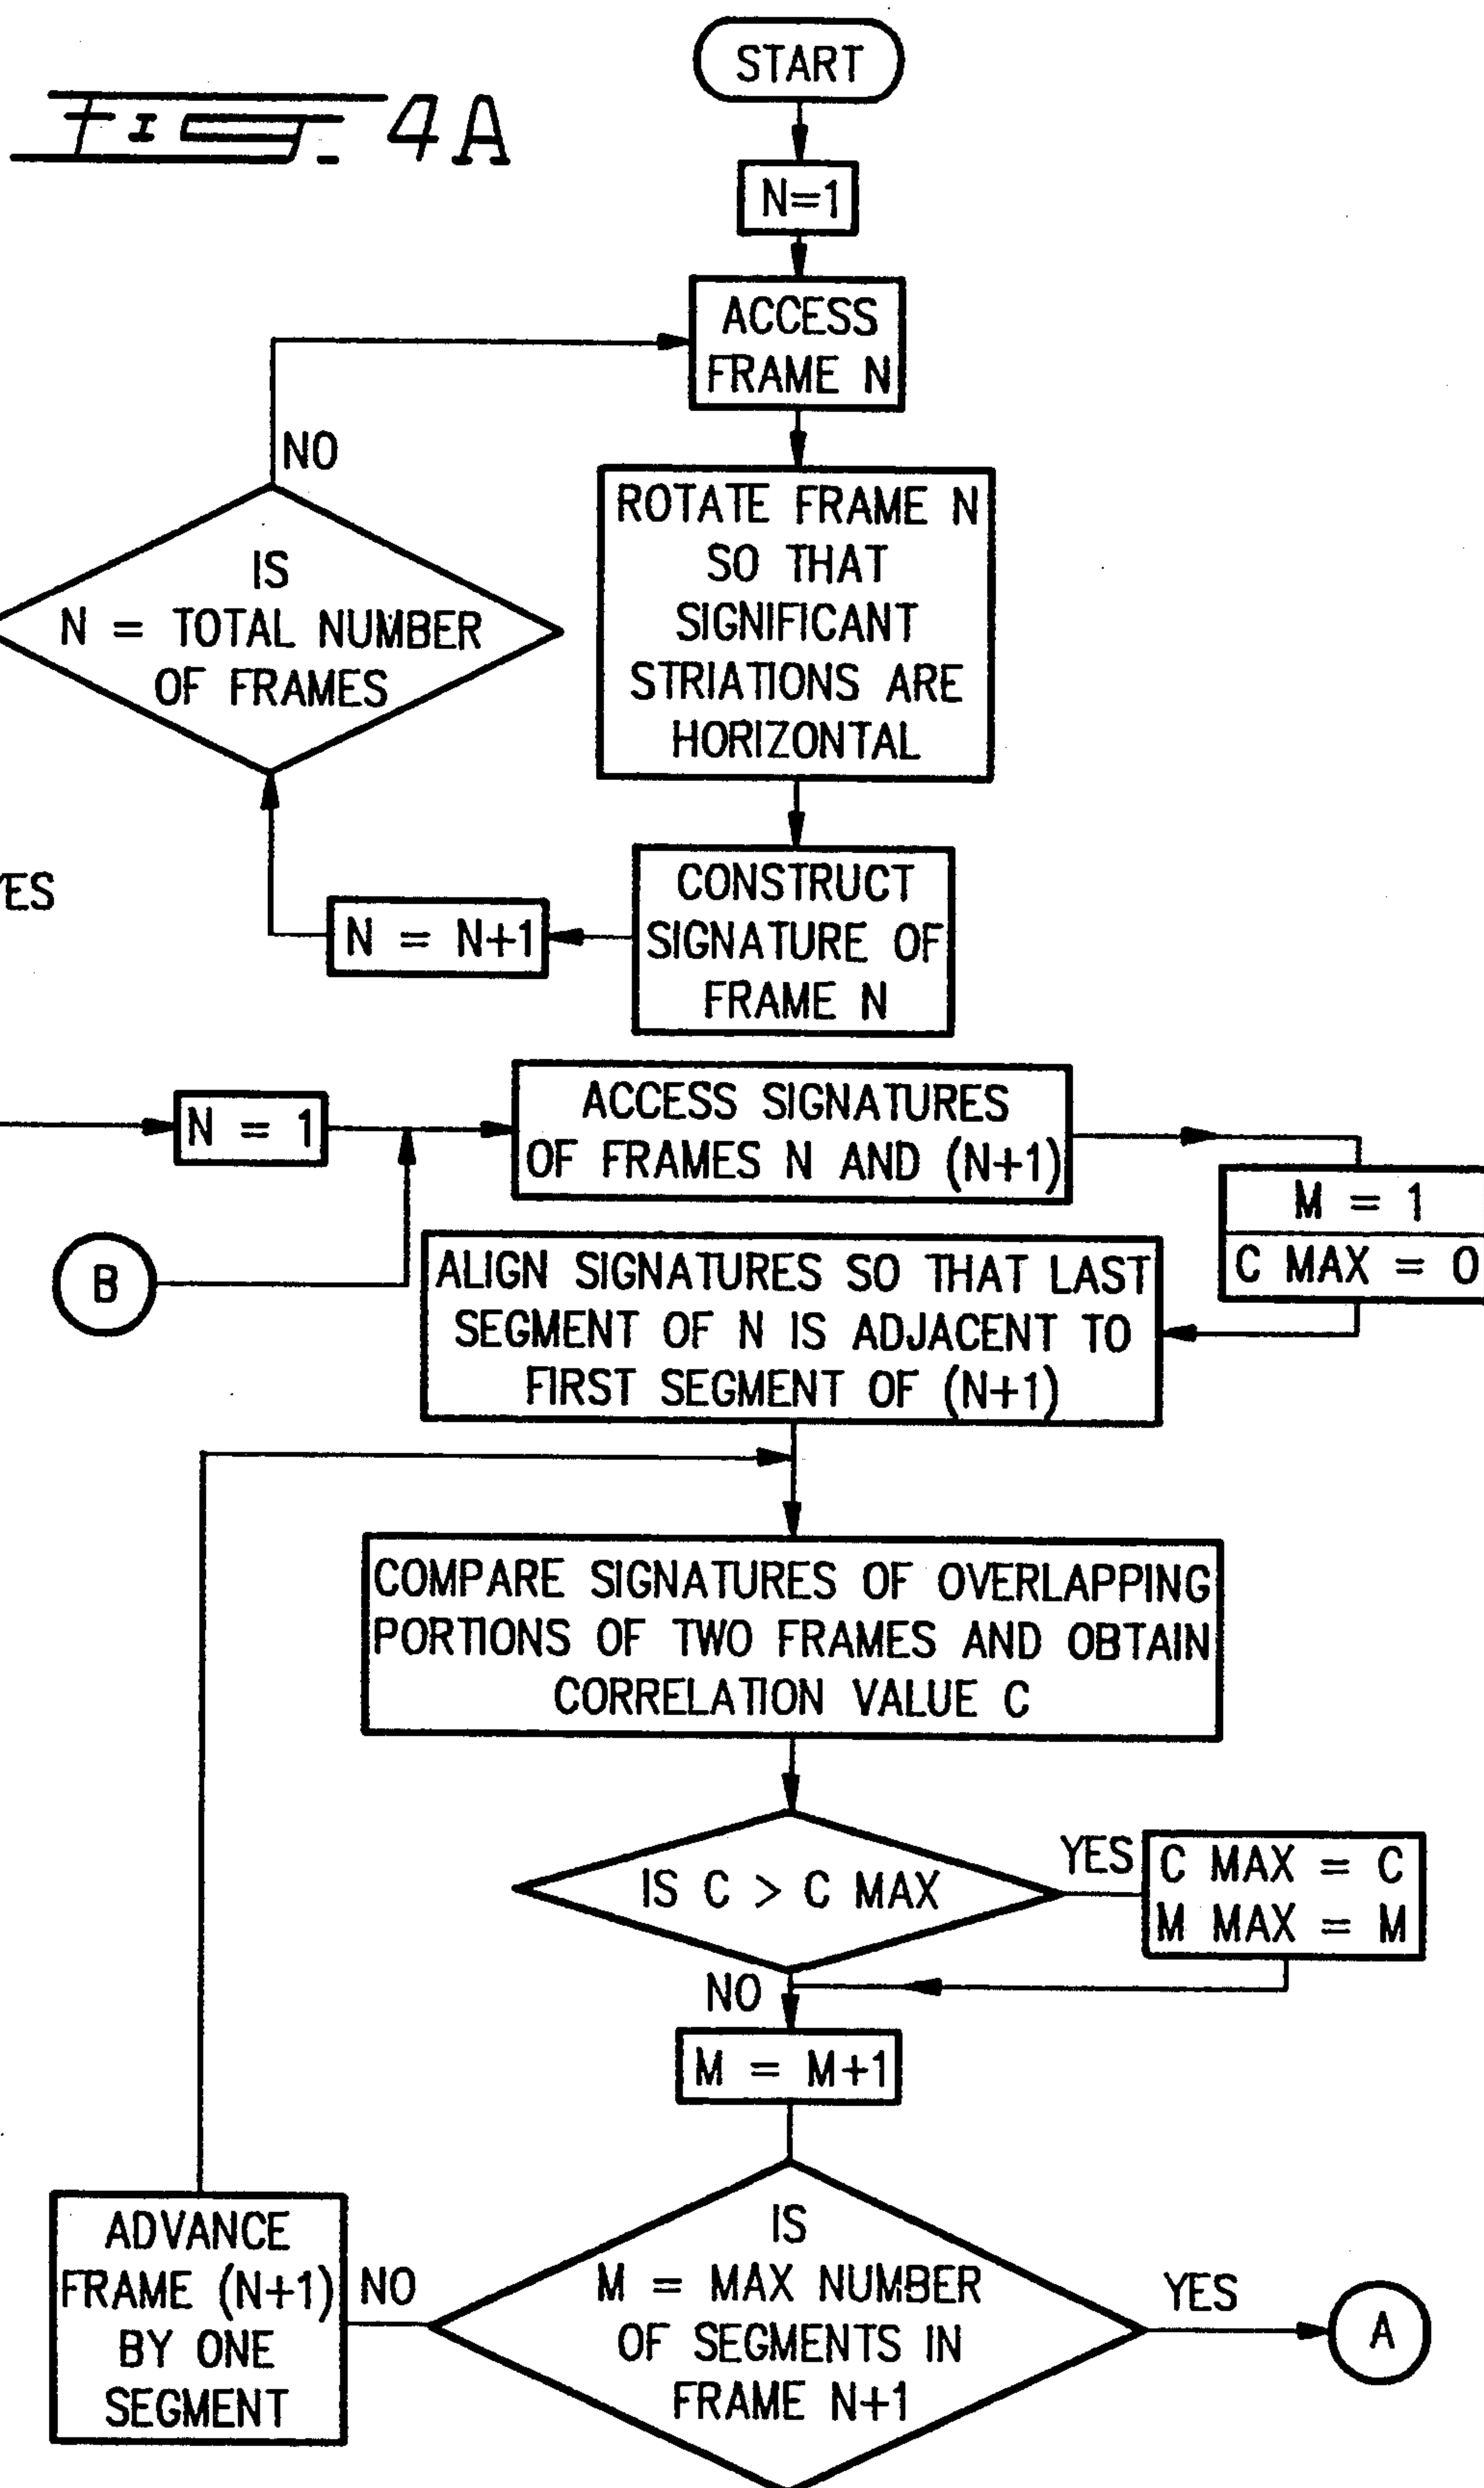 FIG. 4A
START
N=1
ACCESS
FRAME N
NO
ROTATE FRAME N
SO THAT
SIGNIFICANT
STRIATIONS ARE
HORIZONTAL
IS
N = TOTAL NUMBER
OF FRAMES
CONSTRUCT
SIGNATURE OF
FRAME N
N = N+1
YES
N = 1
ACCESS SIGNATURES
OF FRAMES N AND (N+1)
M = 1
C MAX = 0
B
ALIGN SIGNATURES SO THAT LAST
SEGMENT OF N IS ADJACENT TO
FIRST SEGMENT OF (N+1)
COMPARE SIGNATURES OF OVERLAPPING
PORTIONS OF TWO FRAMES AND OBTAIN
CORRELATION VALUE C
IS C > C MAX
YES
C MAX = C
M MAX = M
NO
M = M+1
IS
M = MAX NUMBER
OF SEGMENTS IN
FRAME N+1
NO
ADVANCE
FRAME (N+1)
BY ONE
SEGMENT
YES
A